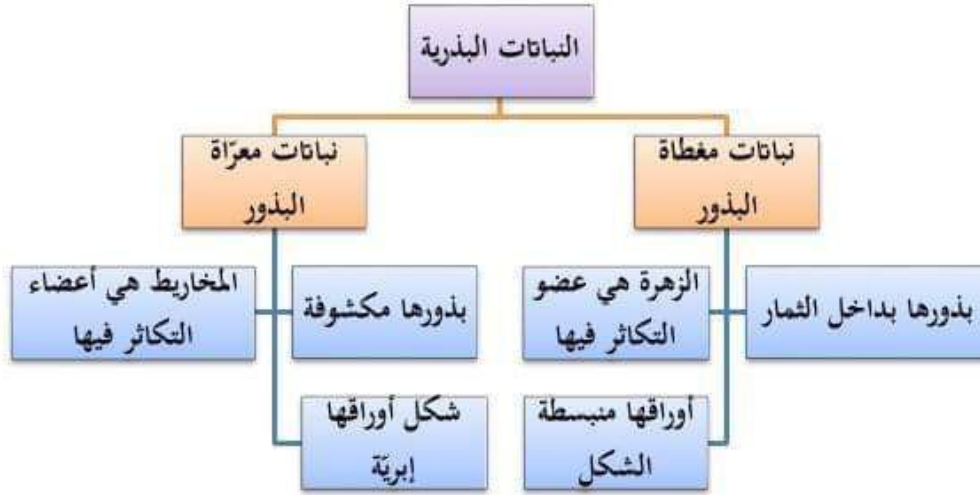 النباتات البذرية
نباتات مغطاة
البذور
نباتات معرّاة
البذور
بذورها بداخل الثمار
الزهرة هي عضو
التكاثر فيها
بذورها مكشوفة
المخاريط هي أعضاء
التكاثر فيها
أوراقها منبسطة
الشكل
شكل أوراقها
إبريّة